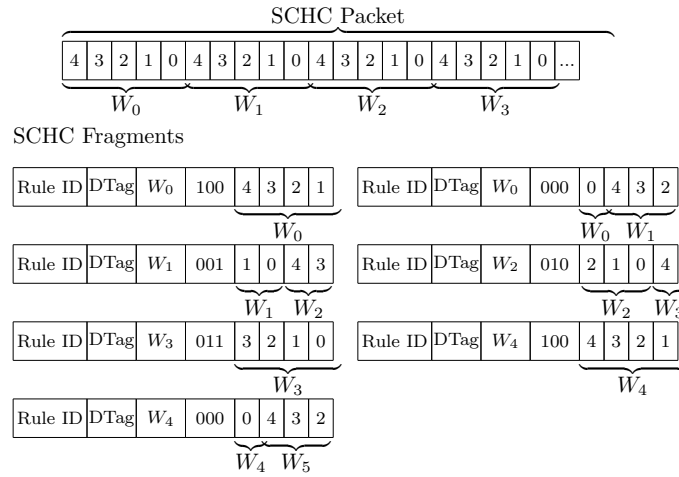 SCHC Packet
4 3 2 1 0 4 3 2 1 0 4 3 2 1 0 4 3 2 1 0 ...
W0 W1 W2 W3
SCHC Fragments
Rule ID DTag W0 100 4 3 2 1
W0
Rule ID DTag W0 000 0 4 3 2
W0 W1
Rule ID DTag W1 001 1 0 4 3
W1 W2
Rule ID DTag W2 010 2 1 0 4
W2 W3
Rule ID DTag W3 011 3 2 1 0
W3
Rule ID DTag W4 100 4 3 2 1
W4
Rule ID DTag W4 000 0 4 3 2
W4 W5